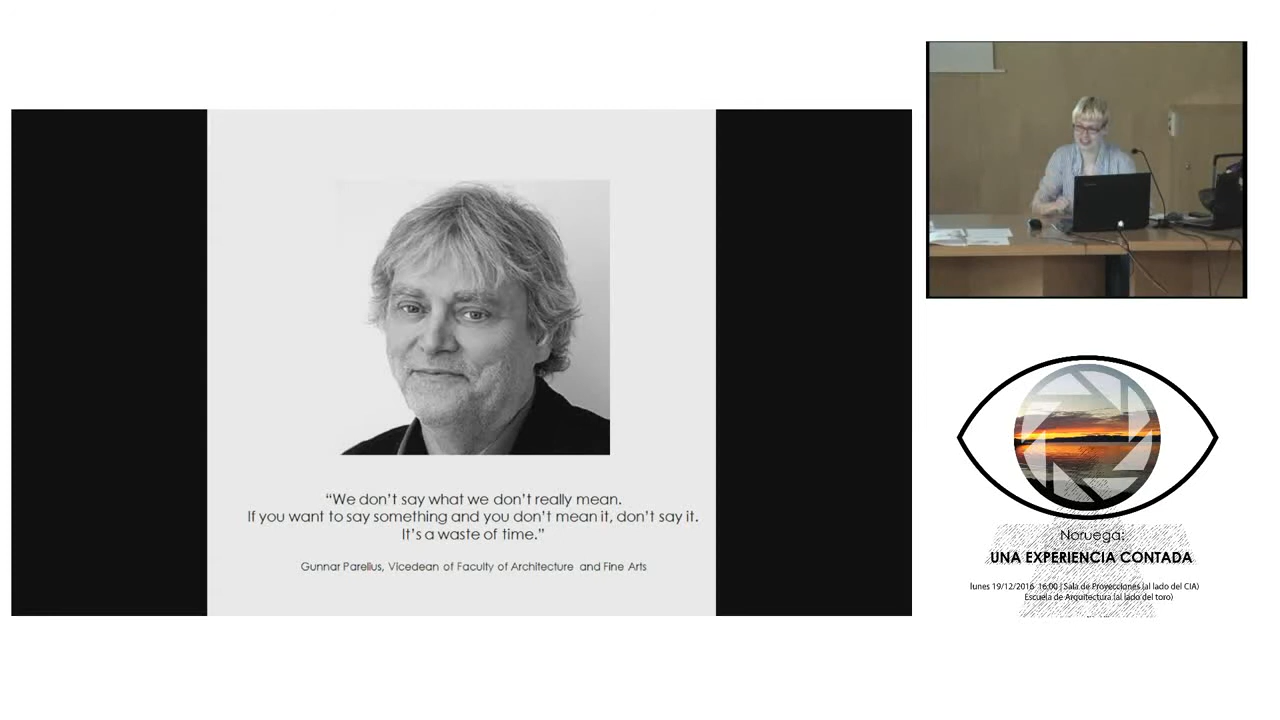 “We don’t say what we don’t really mean.
If you want to say something and you don’t mean it, don’t say it.
It’s a waste of time.”
Gunnar Parelius, Vicedean of Faculty of Architecture and Fine Arts
Noruega:
UNA EXPERIENCIA CONTADA
lunes 19/12/2016 16:00 | Sala de Proyecciones (al lado del CIA)
Escuela de Arquitectura (al lado del toro)